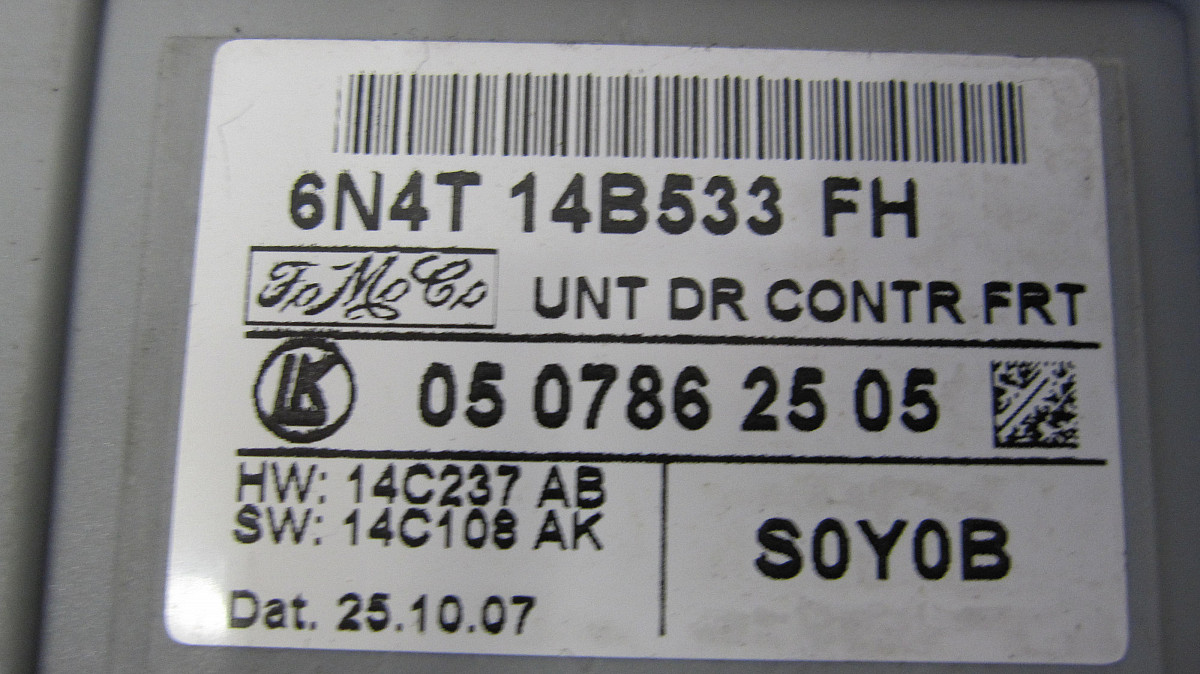 6N4T 14B533 FH
FoMoCo UNT DR CONTR FRT
LK 05 0786 25 05
HW: 14C237 AB
SW: 14C108 AK
S0Y0B
Dat. 25.10.07